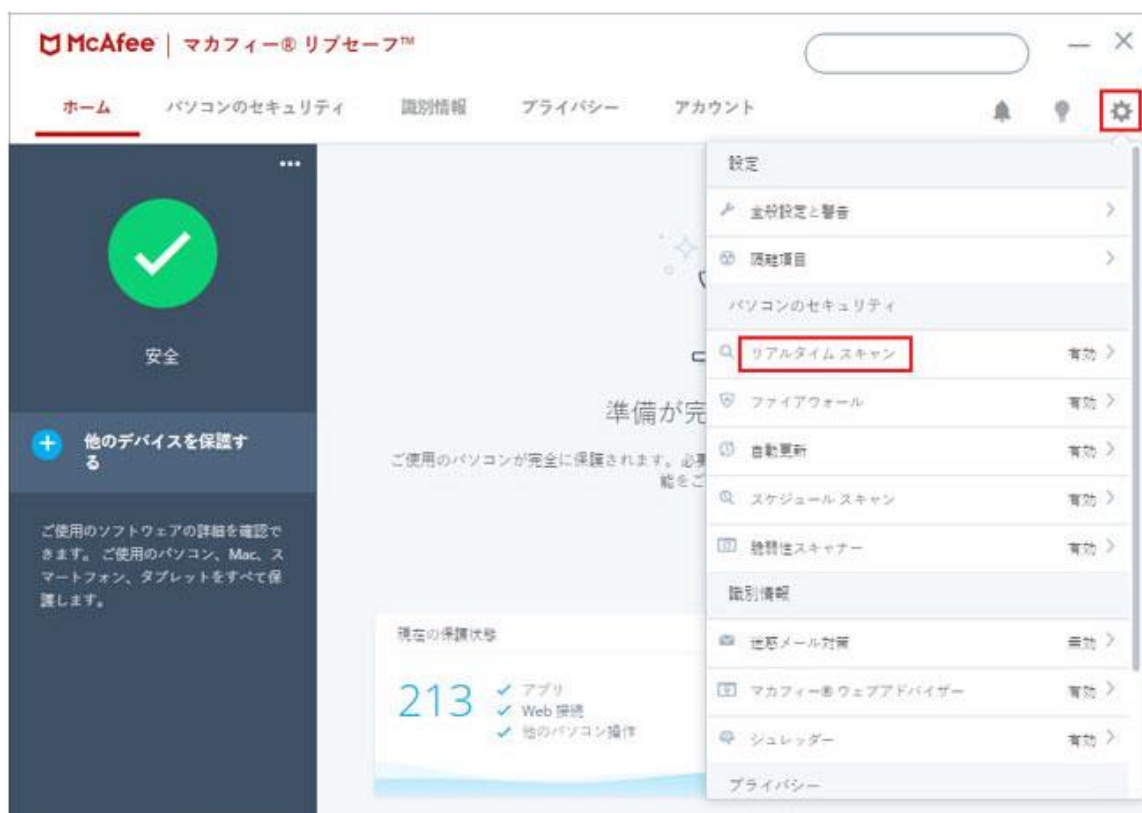 McAfee | マカフィー® リブセーフ™
ホーム パソコンのセキュリティ 識別情報 プライバシー アカウント
設定
全般設定と警告
隔離項目
パソコンのセキュリティ
リアルタイム スキャン 有効
ファイアウォール 有効
自動更新 有効
スケジュール スキャン 有効
脆弱性スキャナー 有効
識別情報
迷惑メール対策 無効
マカフィー® ウェブアドバイザー 有効
シュレッダー 有効
プライバシー
安全
他のデバイスを保護す
る
ご使用のソフトウェアの詳細を確認で
きます。 ご使用のパソコン、Mac、ス
マートフォン、タブレットをすべて保
護します。
準備が完
ご使用のパソコンが完全に保護されます。必要
能をご
現在の保護状態
213
アプリ
Web 接続
他のパソコン操作